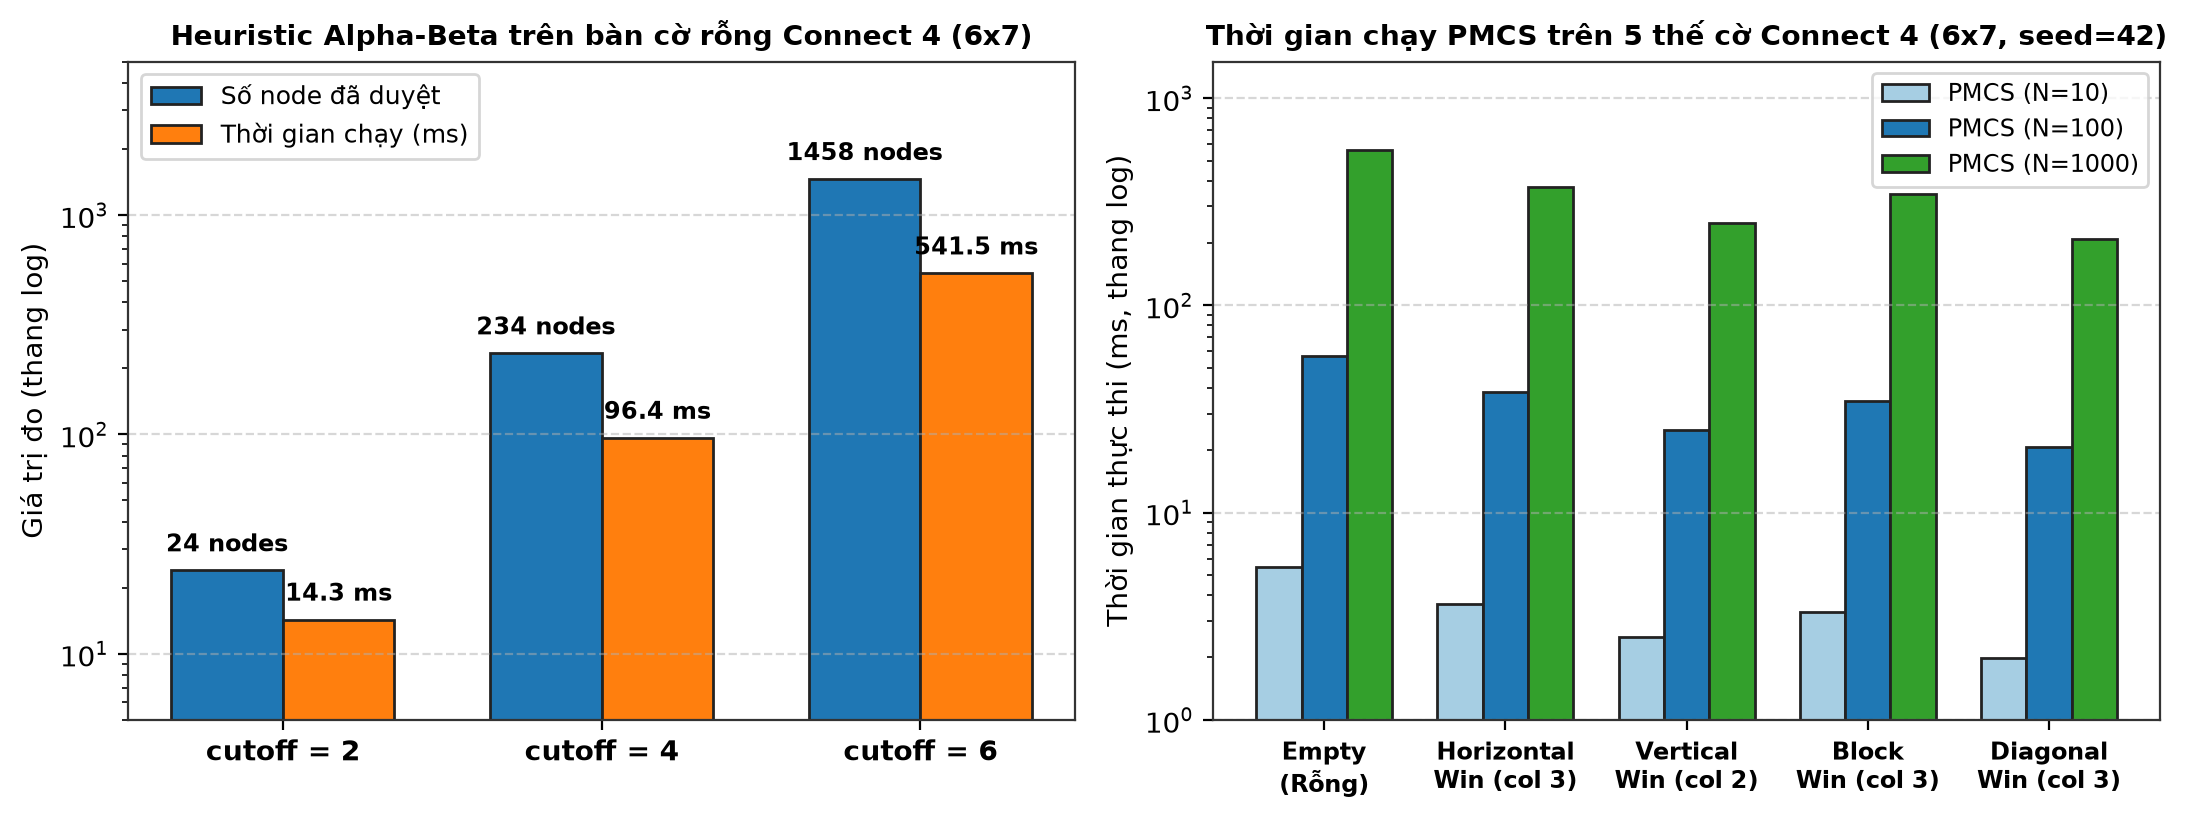 Heuristic Alpha-Beta trên bàn cờ rỗng Connect 4 (6x7)
Giá trị đo (thang log)
10³
10²
10¹
Số node đã duyệt
Thời gian chạy (ms)
24 nodes
14.3 ms
234 nodes
96.4 ms
1458 nodes
541.5 ms
cutoff = 2
cutoff = 4
cutoff = 6
Thời gian chạy PMCS trên 5 thế cờ Connect 4 (6x7, seed=42)
Thời gian thực thi (ms, thang log)
10³
10²
10¹
10⁰
PMCS (N=10)
PMCS (N=100)
PMCS (N=1000)
Empty
(Rỗng)
Horizontal
Win (col 3)
Vertical
Win (col 2)
Block
Win (col 3)
Diagonal
Win (col 3)